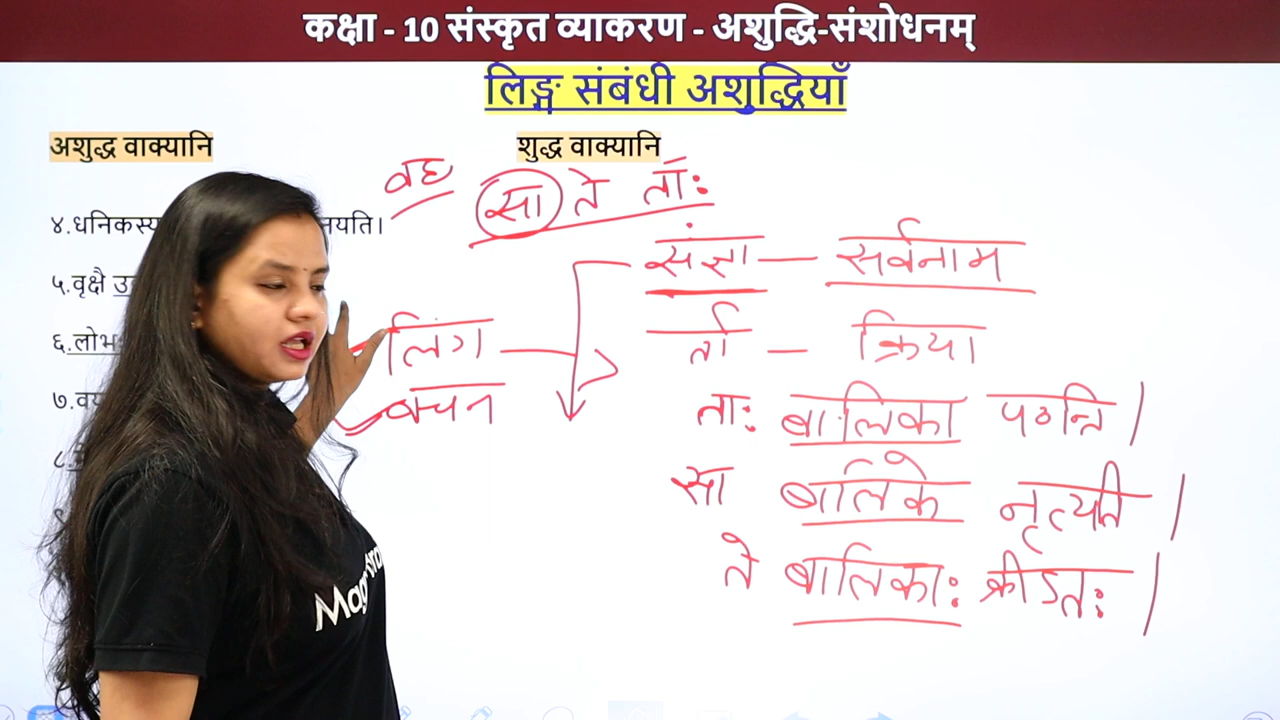 कक्षा - 10 संस्कृत व्याकरण - अशुद्धि-संशोधनम्
लिङ्ग संबंधी अशुद्धियाँ
अशुद्ध वाक्यानि
शुद्ध वाक्यानि
वह सा ते ताः
४.धनिकस्य
५.वृक्षै
संज्ञा — सर्वनाम
६.लोभ
लिंग
र्ता — क्रिया
७.
वचन
ताः बालिका पठन्ति।
८.
सा बालिके नृत्यति।
ते बालिकाः क्रीडतः।